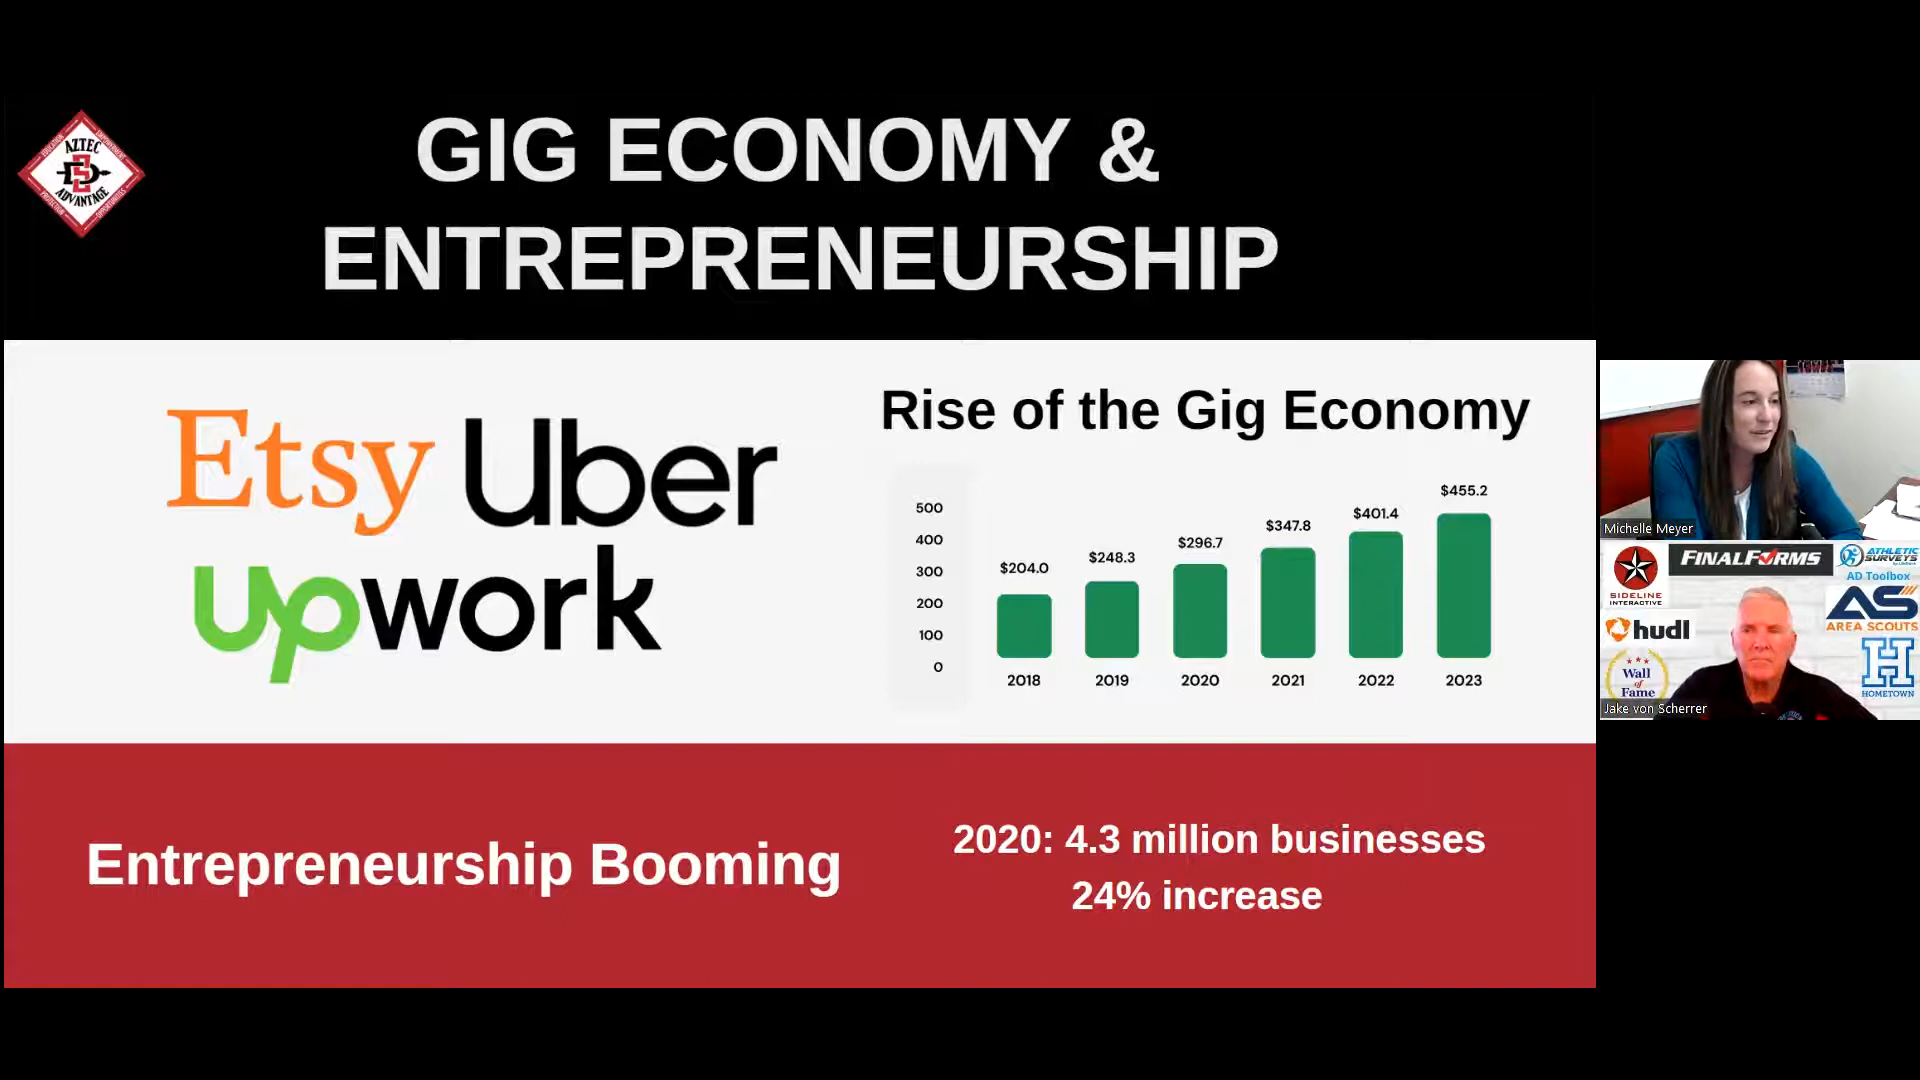 AZTEC
SD
ADVANTAGE
GIG ECONOMY &
ENTREPRENEURSHIP
Etsy Uber
upwork
Rise of the Gig Economy
500
400
300
200
100
0
$204.0
$248.3
$296.7
$347.8
$401.4
$455.2
2018
2019
2020
2021
2022
2023
Entrepreneurship Booming
2020: 4.3 million businesses
24% increase
Michelle Meyer
SIDELINE
INTERACTIVE
FINALFORMS
ATHLETIC
SURVEYS
AD Toolbox
AS
AREA SCOUTS
hudl
Wall
of
Fame
H
HOMETOWN
Jake von Scherrer